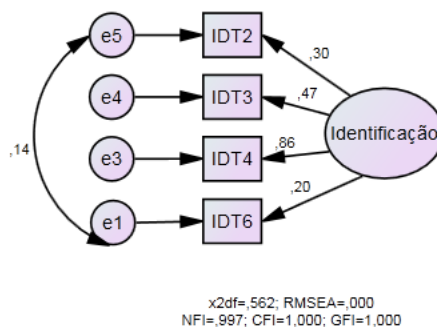 e5
IDT2
,30
e4
IDT3
,47
Identificação
,14
e3
IDT4
,86
e1
IDT6
,20
x2df=,562; RMSEA=,000
NFI=,997; CFI=1,000; GFI=1,000